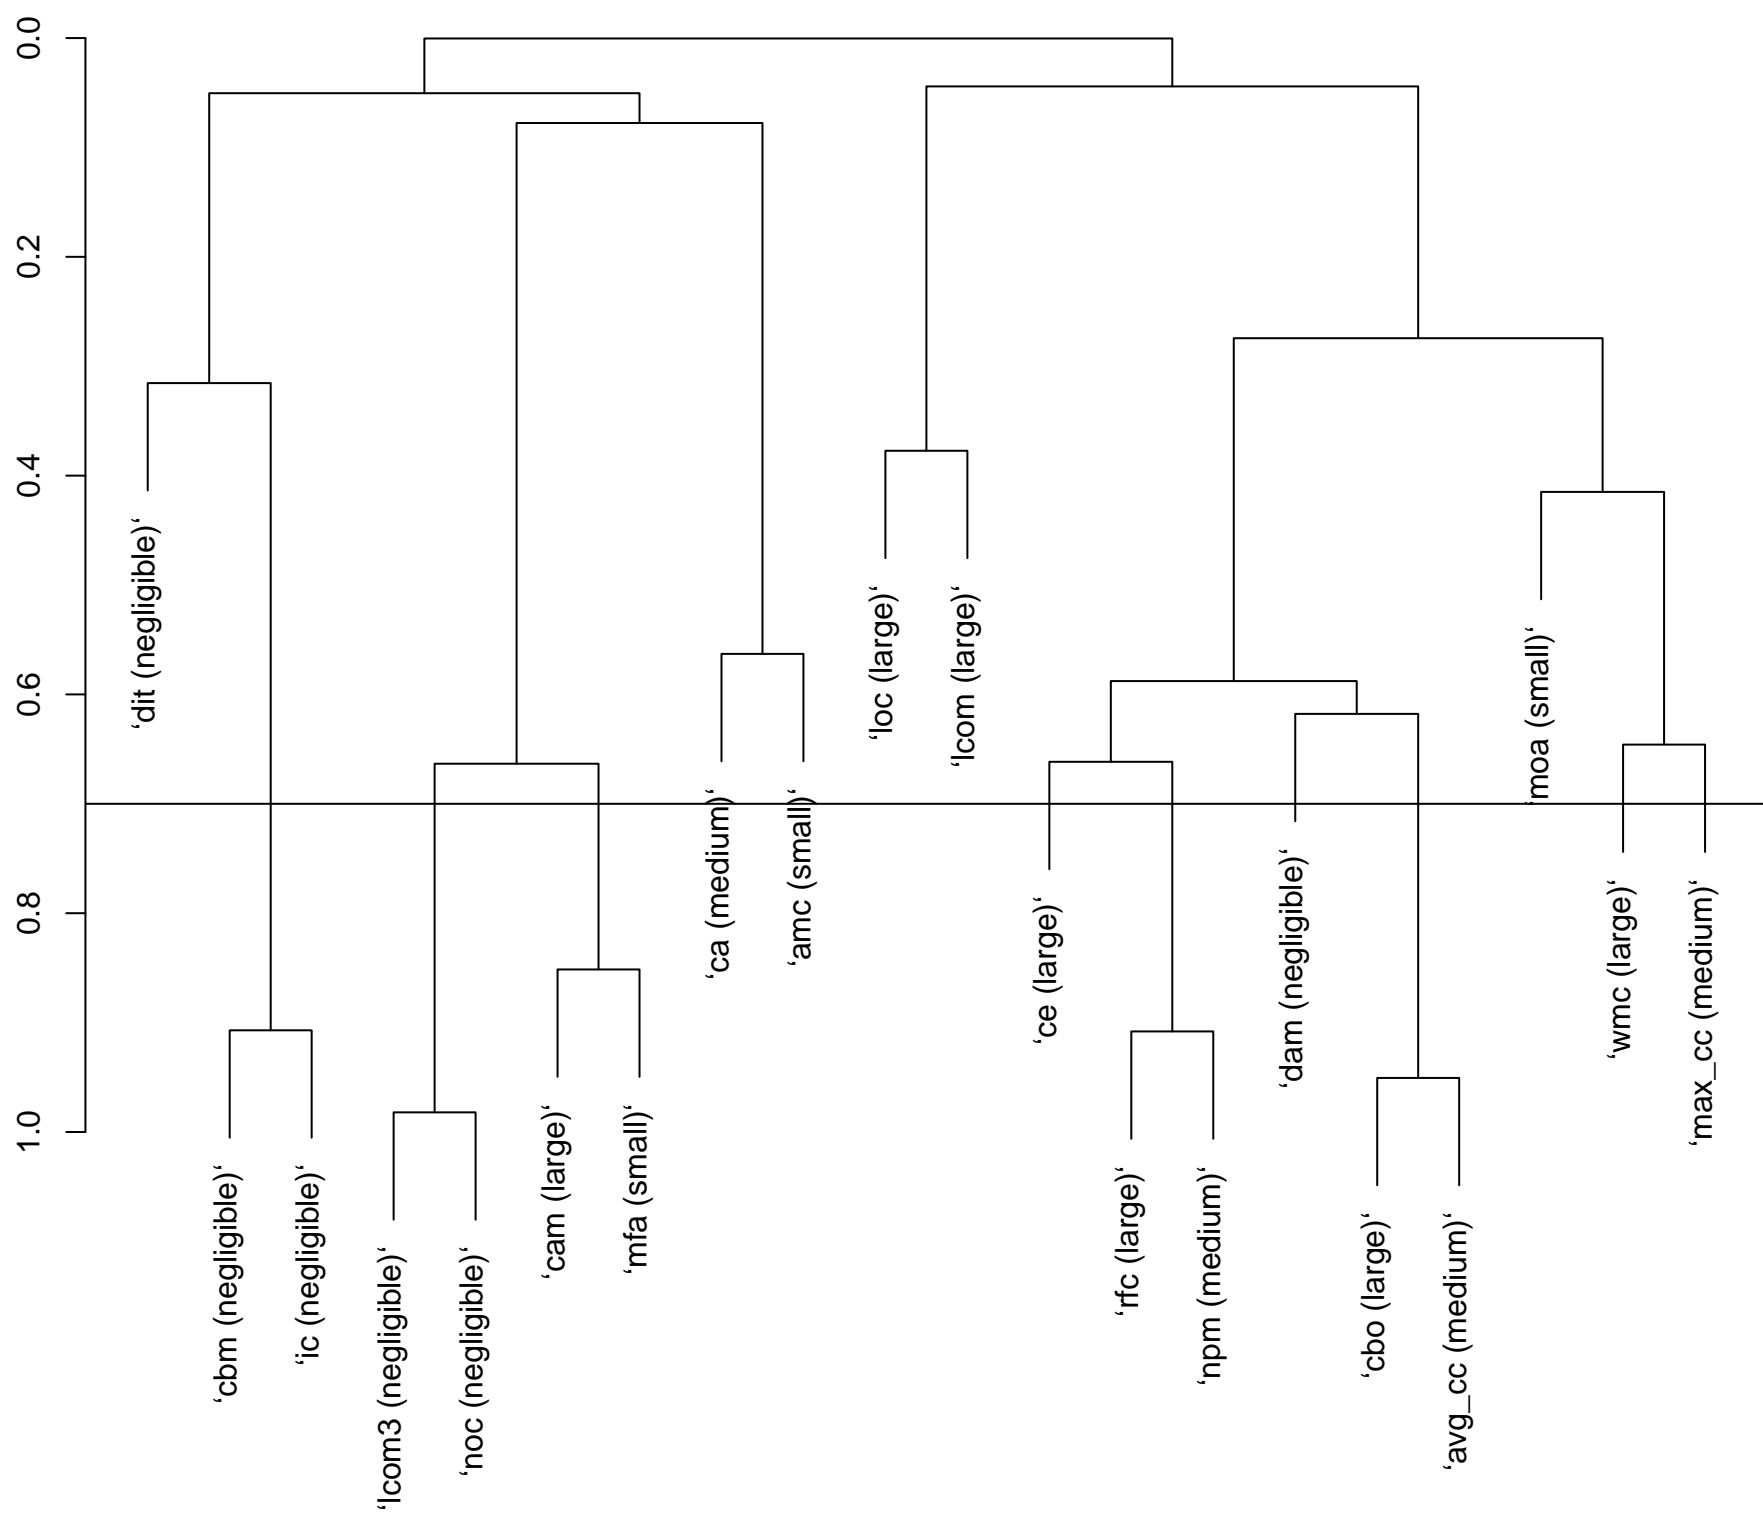 0.0
0.2
0.4
0.6
0.8
1.0
‘dit (negligible)‘
‘cbm (negligible)‘
‘ic (negligible)‘
‘lcom3 (negligible)‘
‘noc (negligible)‘
‘cam (large)‘
‘mfa (small)‘
‘ca (medium)‘
‘amc (small)‘
‘loc (large)‘
‘lcom (large)‘
‘ce (large)‘
‘rfc (large)‘
‘npm (medium)‘
‘dam (negligible)‘
‘cbo (large)‘
‘avg_cc (medium)‘
‘moa (small)‘
‘wmc (large)‘
‘max_cc (medium)‘